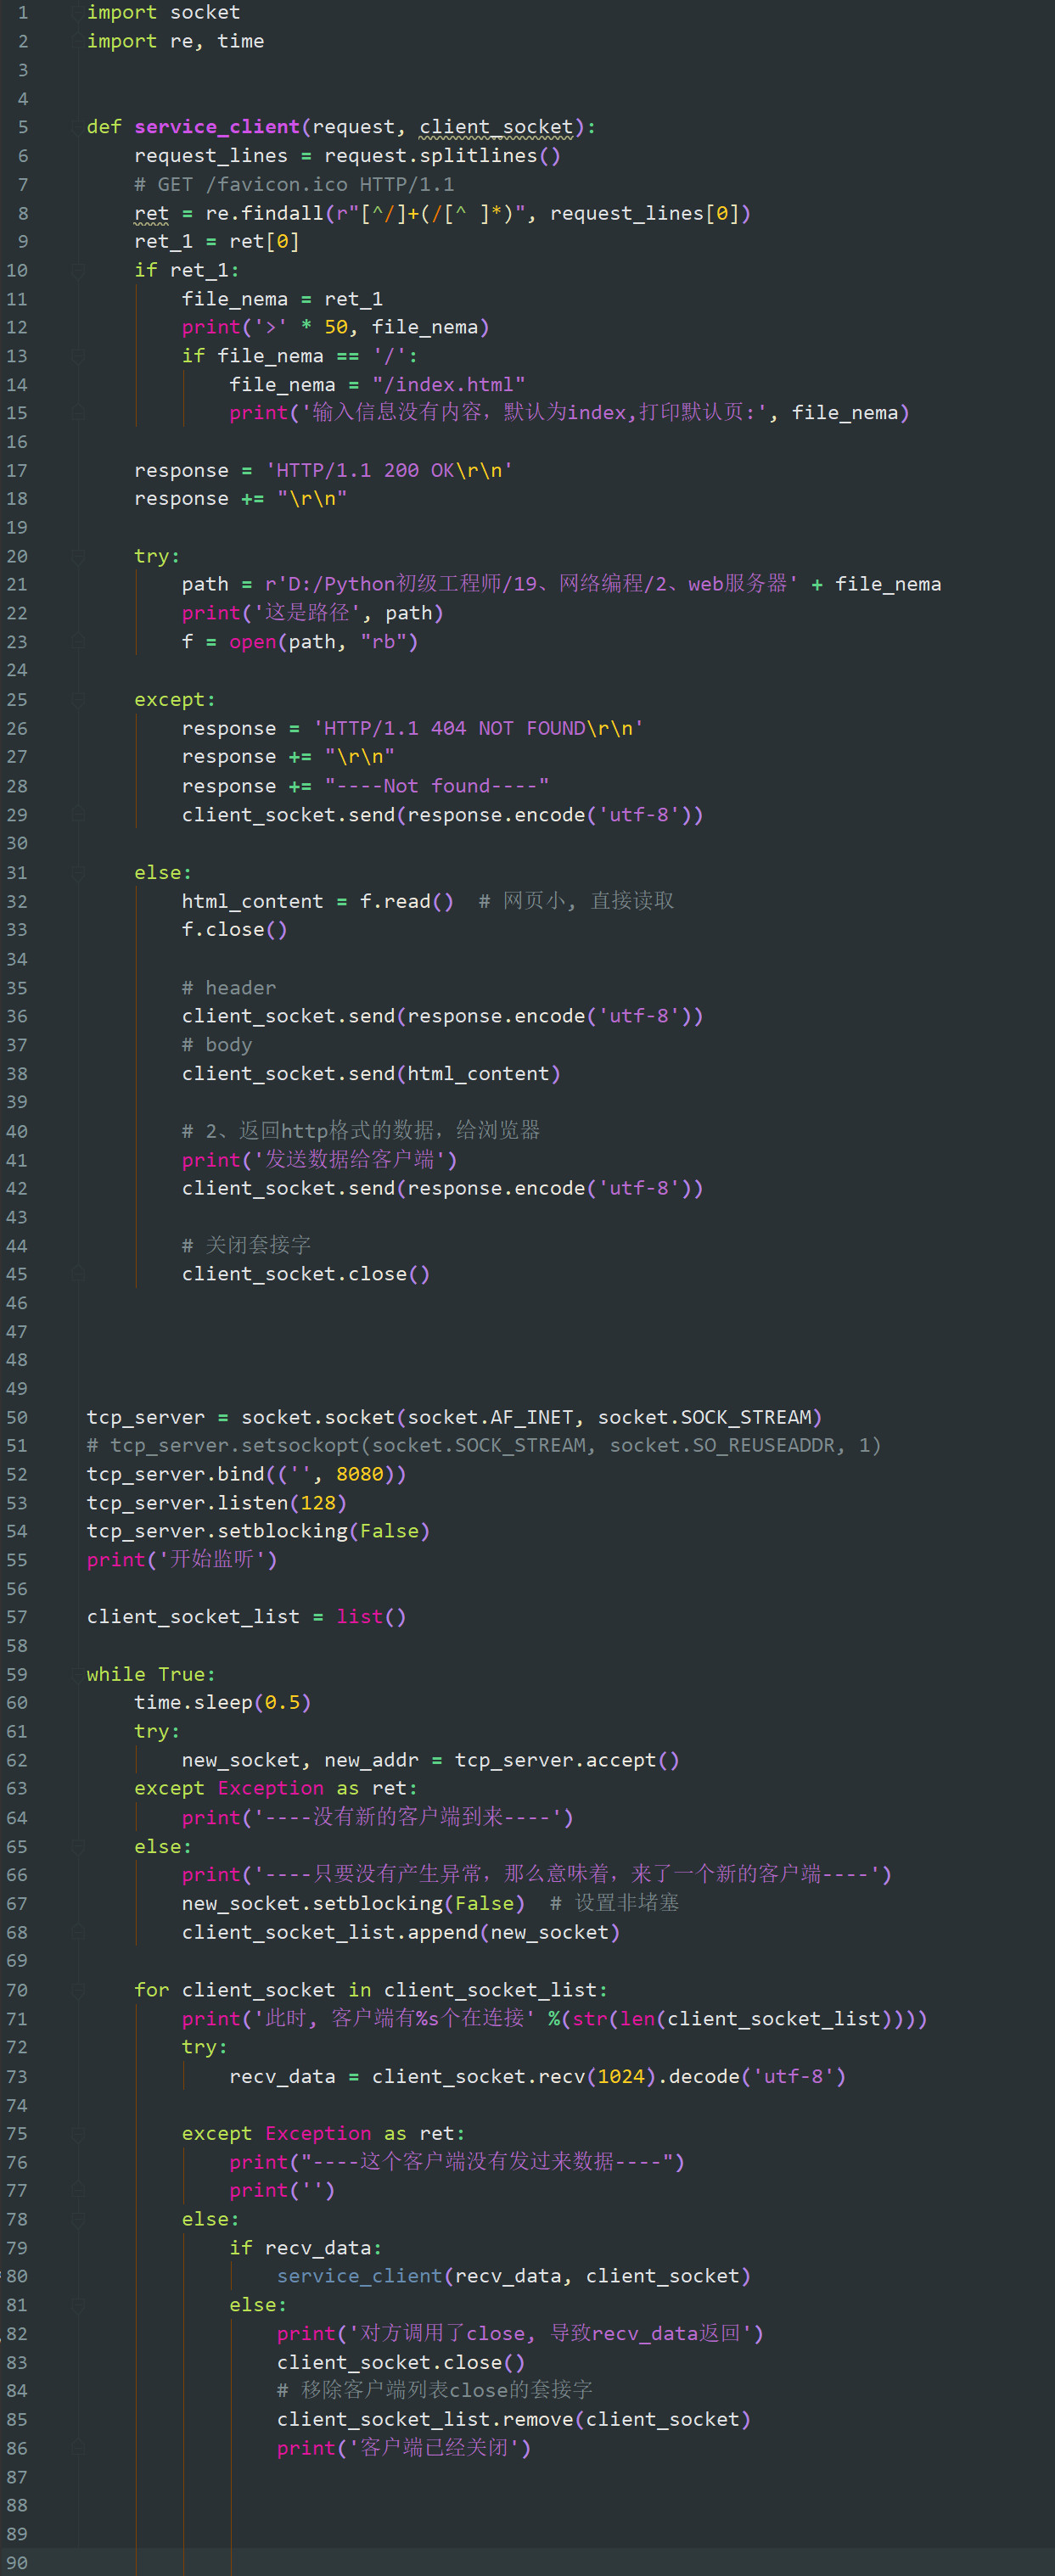 1 import socket
2 import re, time
3
4
5 def service_client(request, client_socket):
6     request_lines = request.splitlines()
7     # GET /favicon.ico HTTP/1.1
8     ret = re.findall(r"[^/]+(/[^ ]*)", request_lines[0])
9     ret_1 = ret[0]
10     if ret_1:
11         file_nema = ret_1
12         print('>' * 50, file_nema)
13         if file_nema == '/':
14             file_nema = "/index.html"
15             print('输入信息没有内容，默认为index,打印默认页:', file_nema)
16
17     response = 'HTTP/1.1 200 OK\r\n'
18     response += "\r\n"
19
20     try:
21         path = r'D:/Python初级工程师/19、网络编程/2、web服务器' + file_nema
22         print('这是路径', path)
23         f = open(path, "rb")
24
25     except:
26         response = 'HTTP/1.1 404 NOT FOUND\r\n'
27         response += "\r\n"
28         response += "----Not found----"
29         client_socket.send(response.encode('utf-8'))
30
31     else:
32         html_content = f.read()  # 网页小, 直接读取
33         f.close()
34
35         # header
36         client_socket.send(response.encode('utf-8'))
37         # body
38         client_socket.send(html_content)
39
40         # 2、返回http格式的数据，给浏览器
41         print('发送数据给客户端')
42         client_socket.send(response.encode('utf-8'))
43
44         # 关闭套接字
45         client_socket.close()
46
47
48
49
50 tcp_server = socket.socket(socket.AF_INET, socket.SOCK_STREAM)
51 # tcp_server.setsockopt(socket.SOCK_STREAM, socket.SO_REUSEADDR, 1)
52 tcp_server.bind(('', 8080))
53 tcp_server.listen(128)
54 tcp_server.setblocking(False)
55 print('开始监听')
56
57 client_socket_list = list()
58
59 while True:
60     time.sleep(0.5)
61     try:
62         new_socket, new_addr = tcp_server.accept()
63     except Exception as ret:
64         print('----没有新的客户端到来----')
65     else:
66         print('----只要没有产生异常，那么意味着，来了一个新的客户端----')
67         new_socket.setblocking(False)  # 设置非堵塞
68         client_socket_list.append(new_socket)
69
70     for client_socket in client_socket_list:
71         print('此时, 客户端有%s个在连接' %(str(len(client_socket_list))))
72         try:
73             recv_data = client_socket.recv(1024).decode('utf-8')
74
75         except Exception as ret:
76             print("----这个客户端没有发过来数据----")
77             print('')
78         else:
79             if recv_data:
80                 service_client(recv_data, client_socket)
81             else:
82                 print('对方调用了close, 导致recv_data返回')
83                 client_socket.close()
84                 # 移除客户端列表close的套接字
85                 client_socket_list.remove(client_socket)
86                 print('客户端已经关闭')
87
88
89
90